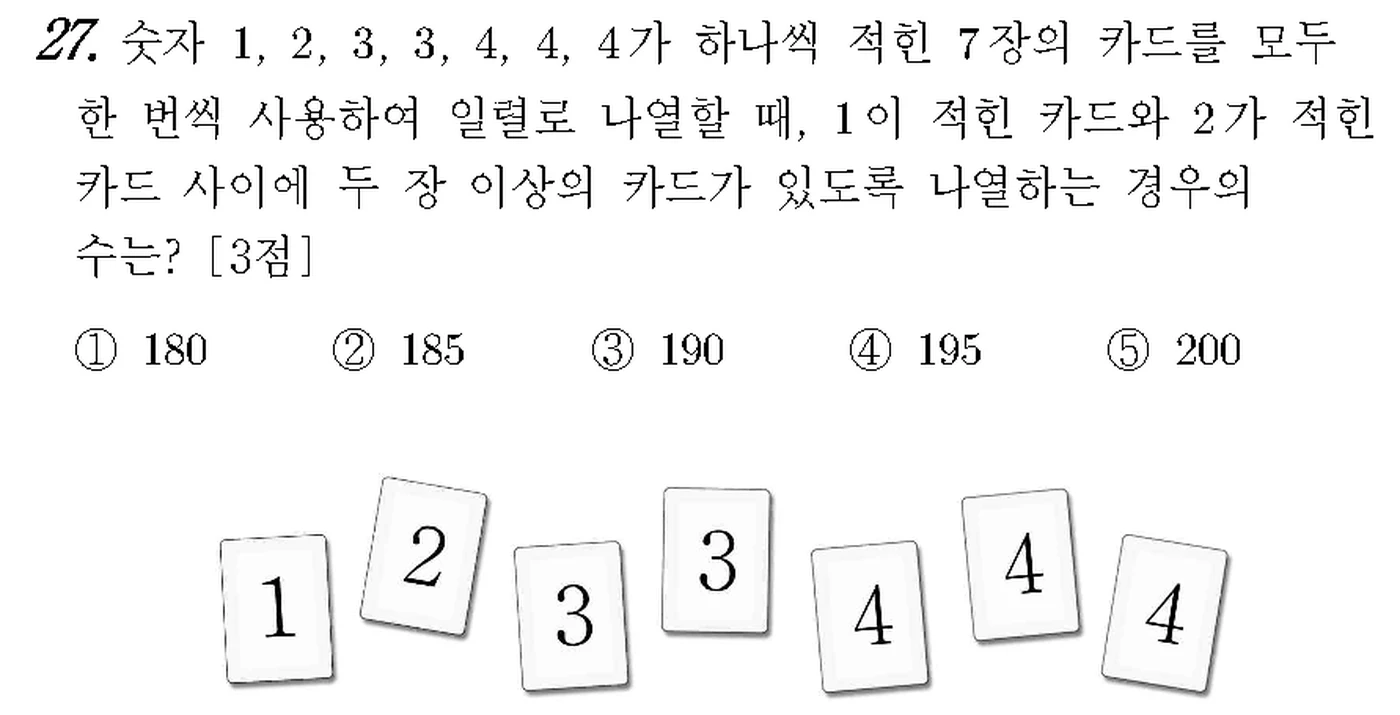 27. 숫자 1, 2, 3, 3, 4, 4, 4가 하나씩 적힌 7장의 카드를 모두
한 번씩 사용하여 일렬로 나열할 때, 1이 적힌 카드와 2가 적힌
카드 사이에 두 장 이상의 카드가 있도록 나열하는 경우의
수는? [3점]
① 180 ② 185 ③ 190 ④ 195 ⑤ 200
1 2 3 3 4 4 4